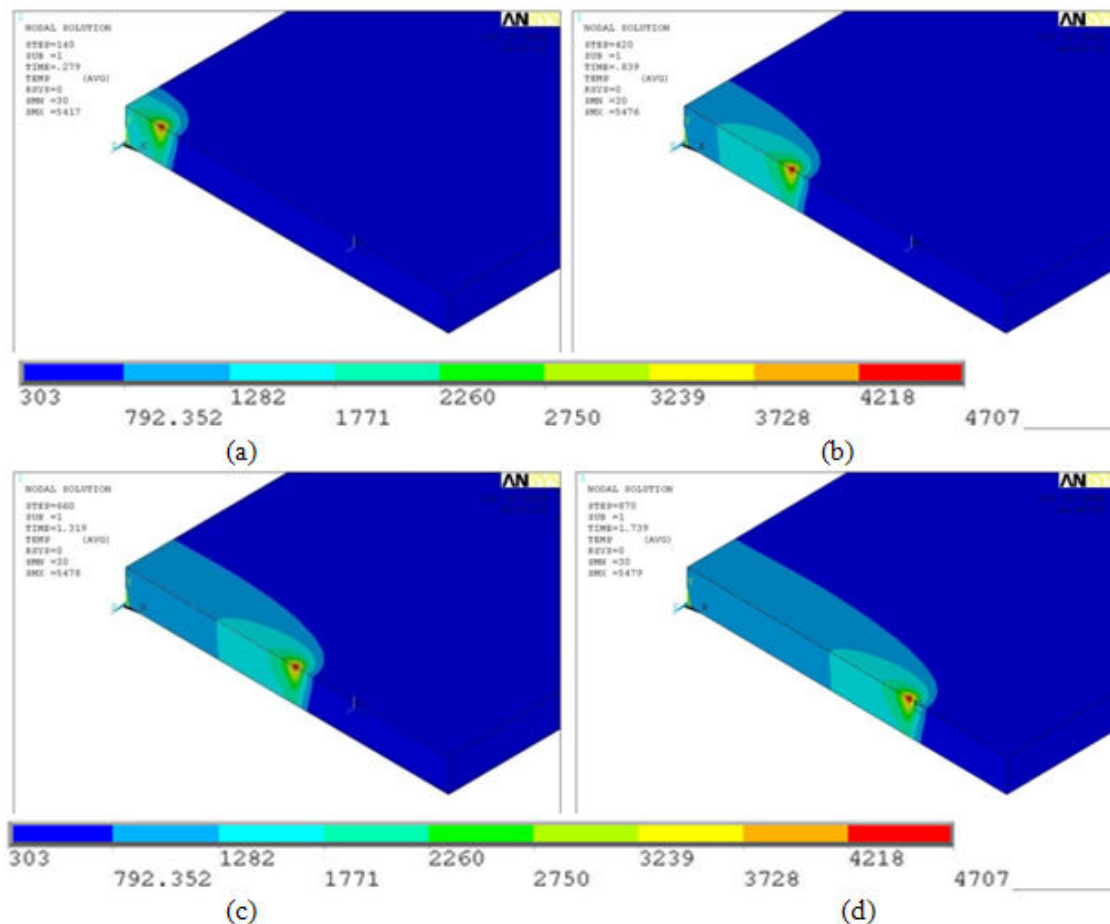 NODAL SOLUTION
STEP=140
SUB =1
TIME=.279
TEMP (AVG)
RSYS=0
SMN =30
SMX =5417
AN
X
NODAL SOLUTION
STEP=420
SUB =1
TIME=.839
TEMP (AVG)
RSYS=0
SMN =30
SMX =5476
AN
X
303 1282 2260 3239 4218
792.352 1771 2750 3728 4707
(a) (b)
NODAL SOLUTION
STEP=660
SUB =1
TIME=1.319
TEMP (AVG)
RSYS=0
SMN =30
SMX =5478
AN
X
NODAL SOLUTION
STEP=870
SUB =1
TIME=1.739
TEMP (AVG)
RSYS=0
SMN =30
SMX =5479
AN
X
303 1282 2260 3239 4218
792.352 1771 2750 3728 4707
(c) (d)